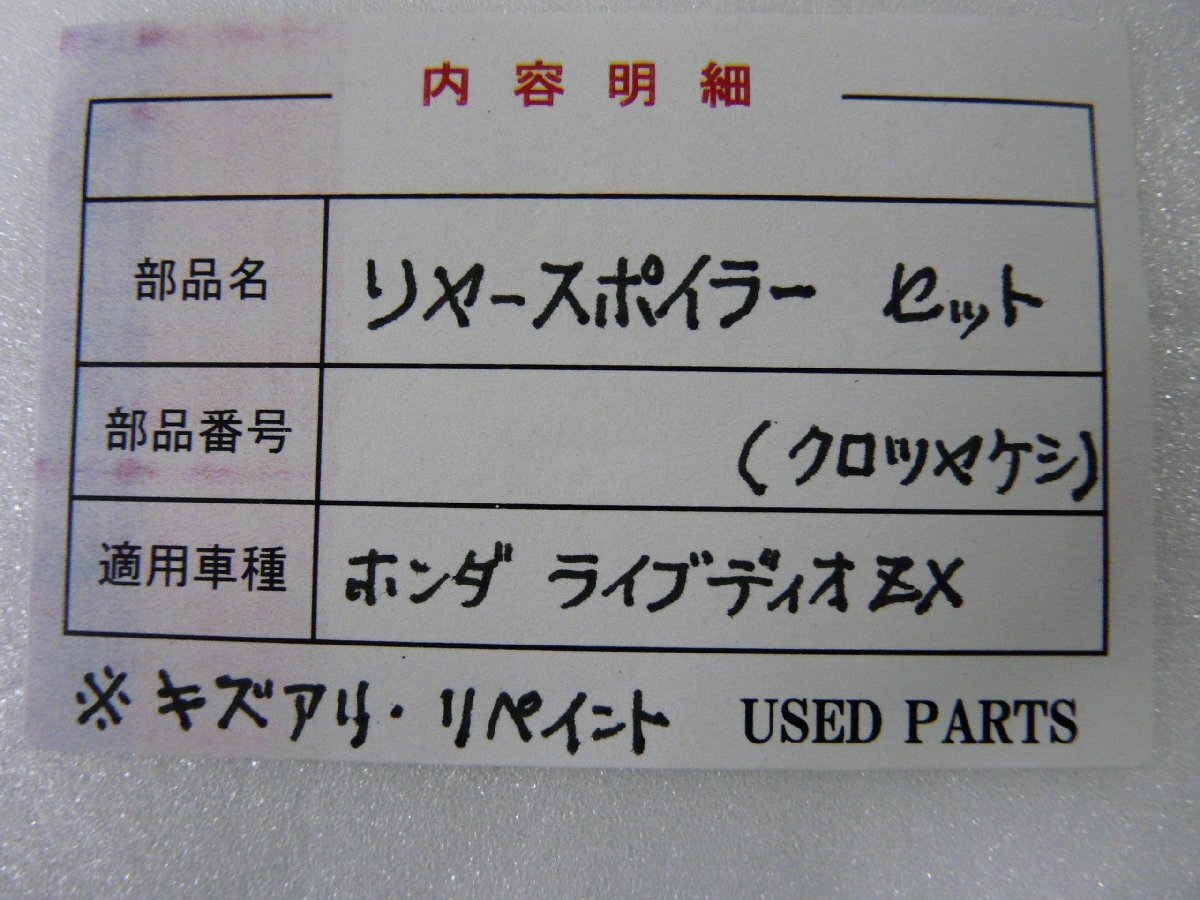 内容明細
部品名 リヤースポイラー セット
部品番号 (クロツヤケシ)
適用車種 ホンダ ライブディオZX
※キズアリ・リペイント USED PARTS